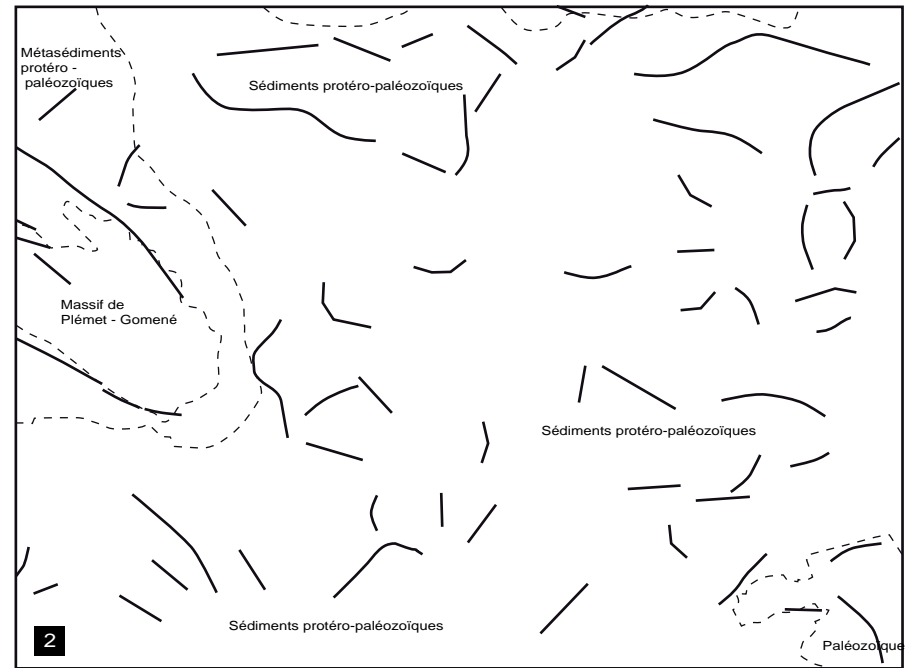 Métasédiments
protéro -
paléozoïques
Sédiments protéro-paléozoïques
Massif de
Plémet - Gomené
Sédiments protéro-paléozoïques
Sédiments protéro-paléozoïques
2
Paléozoïque